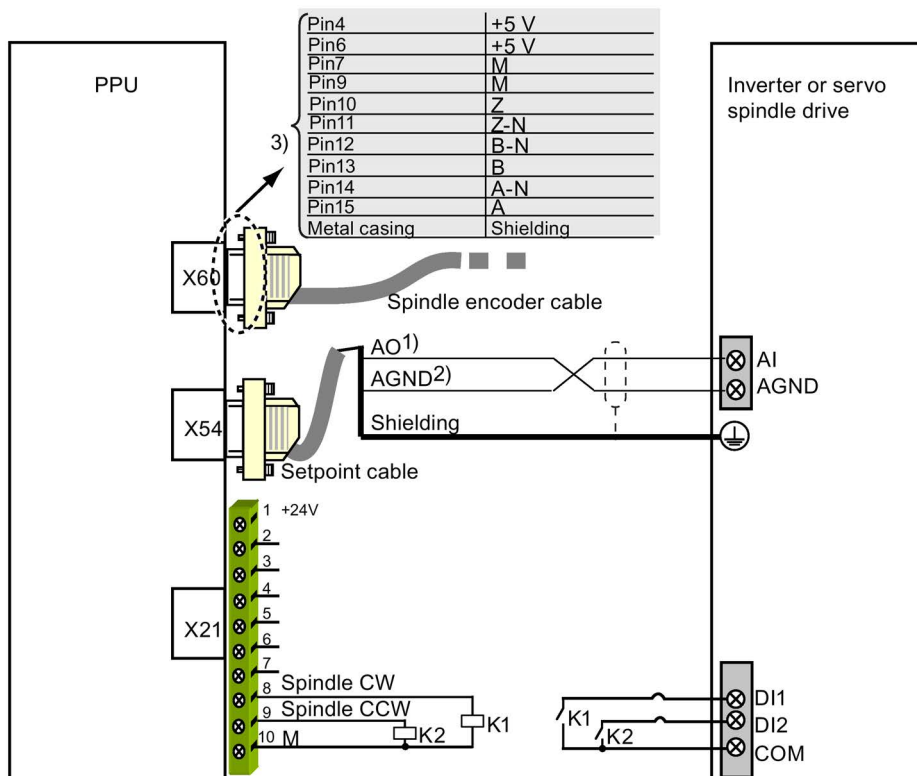 Pin4 +5 V
Pin6 +5 V
Pin7 M
Pin9 M
Pin10 Z
Pin11 Z-N
Pin12 B-N
Pin13 B
Pin14 A-N
Pin15 A
Metal casing Shielding
PPU
3)
Inverter or servo
spindle drive
X60
Spindle encoder cable
AO1)
AI
AGND2)
AGND
Shielding
X54
Setpoint cable
1 +24V
2
3
4
5
X21
6
7
8 Spindle CW
9 Spindle CCW
10 M
K2
K1
K1
K2
DI1
DI2
COM